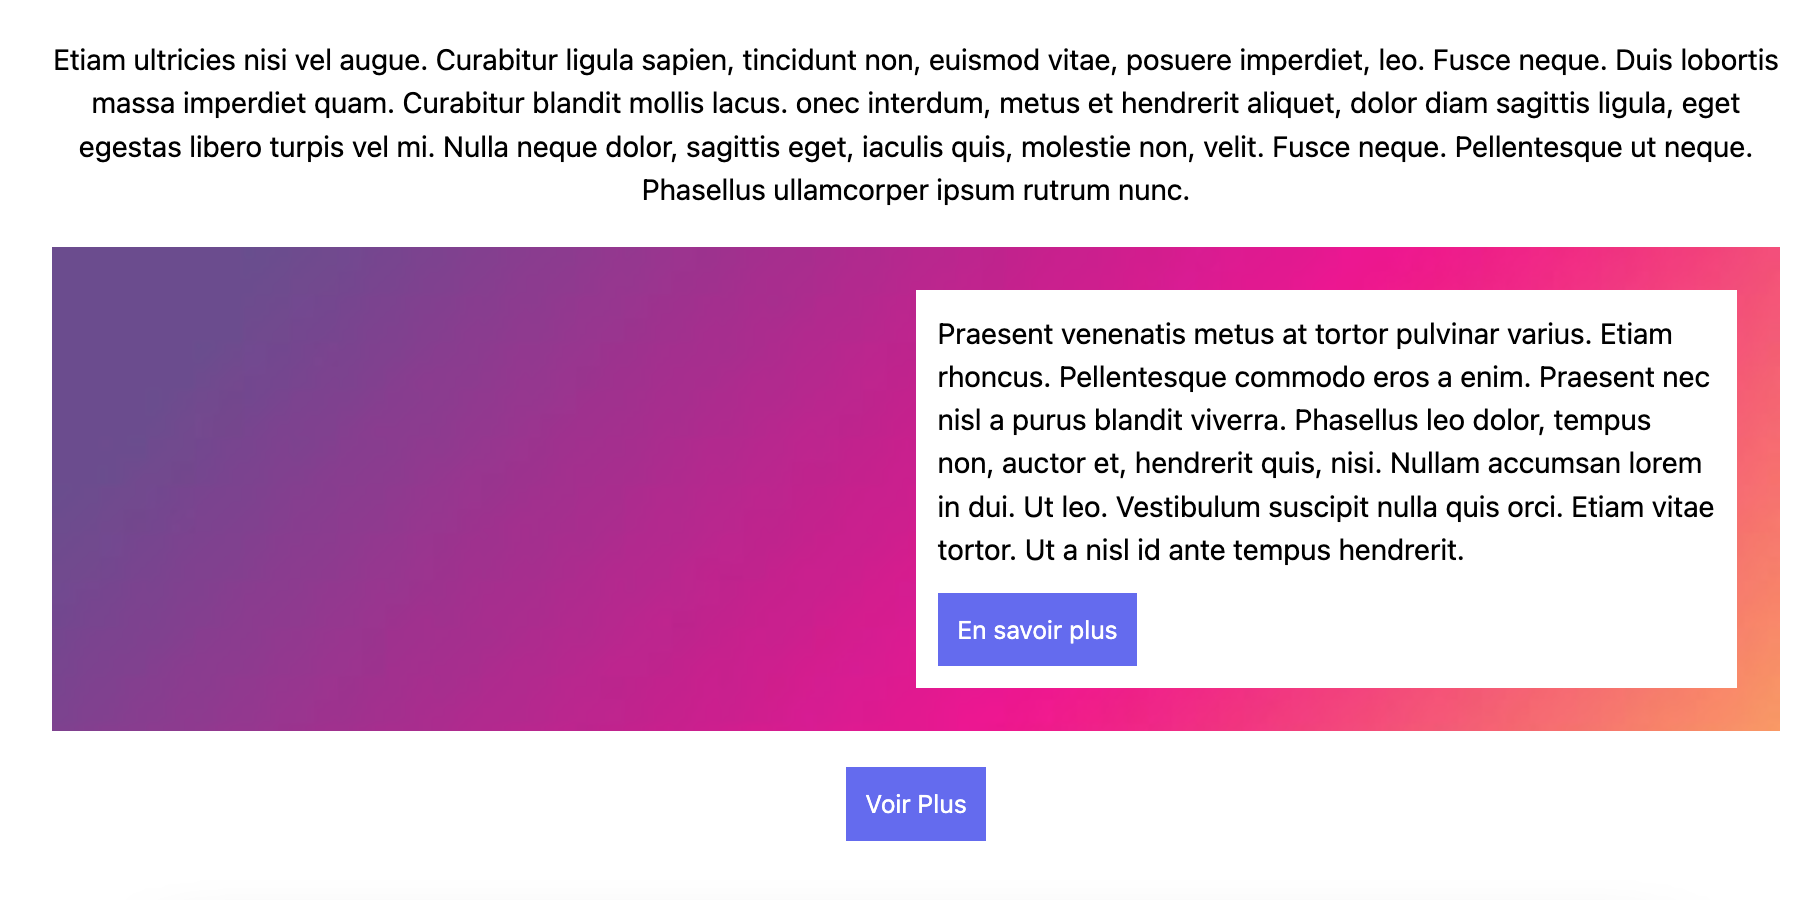 Etiam ultricies nisi vel augue. Curabitur ligula sapien, tincidunt non, euismod vitae, posuere imperdiet, leo. Fusce neque. Duis lobortis
massa imperdiet quam. Curabitur blandit mollis lacus. onec interdum, metus et hendrerit aliquet, dolor diam sagittis ligula, eget
egestas libero turpis vel mi. Nulla neque dolor, sagittis eget, iaculis quis, molestie non, velit. Fusce neque. Pellentesque ut neque.
Phasellus ullamcorper ipsum rutrum nunc.
Praesent venenatis metus at tortor pulvinar varius. Etiam
rhoncus. Pellentesque commodo eros a enim. Praesent nec
nisl a purus blandit viverra. Phasellus leo dolor, tempus
non, auctor et, hendrerit quis, nisi. Nullam accumsan lorem
in dui. Ut leo. Vestibulum suscipit nulla quis orci. Etiam vitae
tortor. Ut a nisl id ante tempus hendrerit.
En savoir plus
Voir Plus